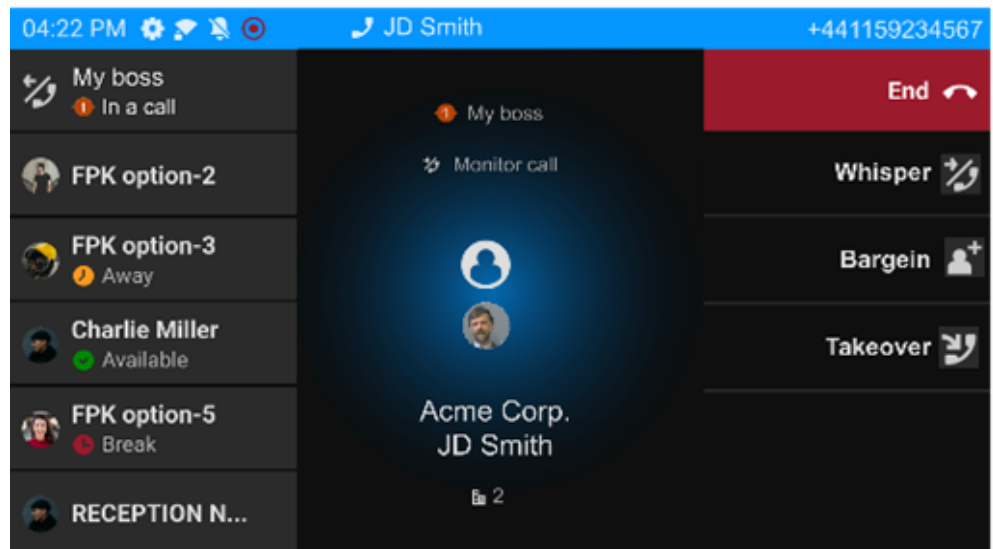 04:22 PM
JD Smith
+441159234567
My boss
1 In a call
FPK option-2
FPK option-3
Away
Charlie Miller
Available
FPK option-5
Break
RECEPTION N...
1 My boss
Monitor call
Acme Corp.
JD Smith
2
End
Whisper
Bargein
Takeover